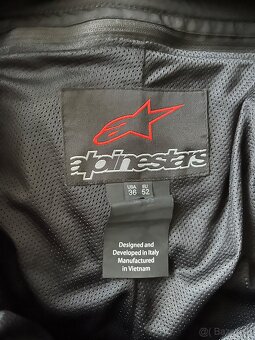 alpinestars
USA EU
36 52
Designed and
Developed in Italy
Manufactured in
Vietnam